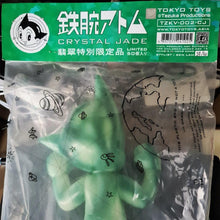 鉄腕アトム
CRYSTAL JADE
翡翠特別限定品
LIMITED
TOKYO TOYS
©Tezuka Productions
TZKV-002-CJ